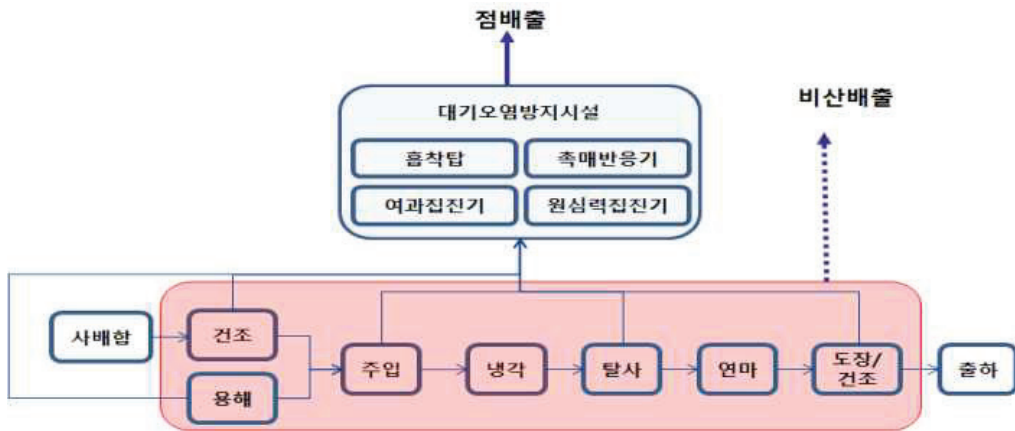 점배출
비산배출
대기오염방지시설
흡착탑
촉매반응기
여과집진기
원심력집진기
사배합
건조
용해
주입
냉각
탈사
연마
도장/
건조
출하